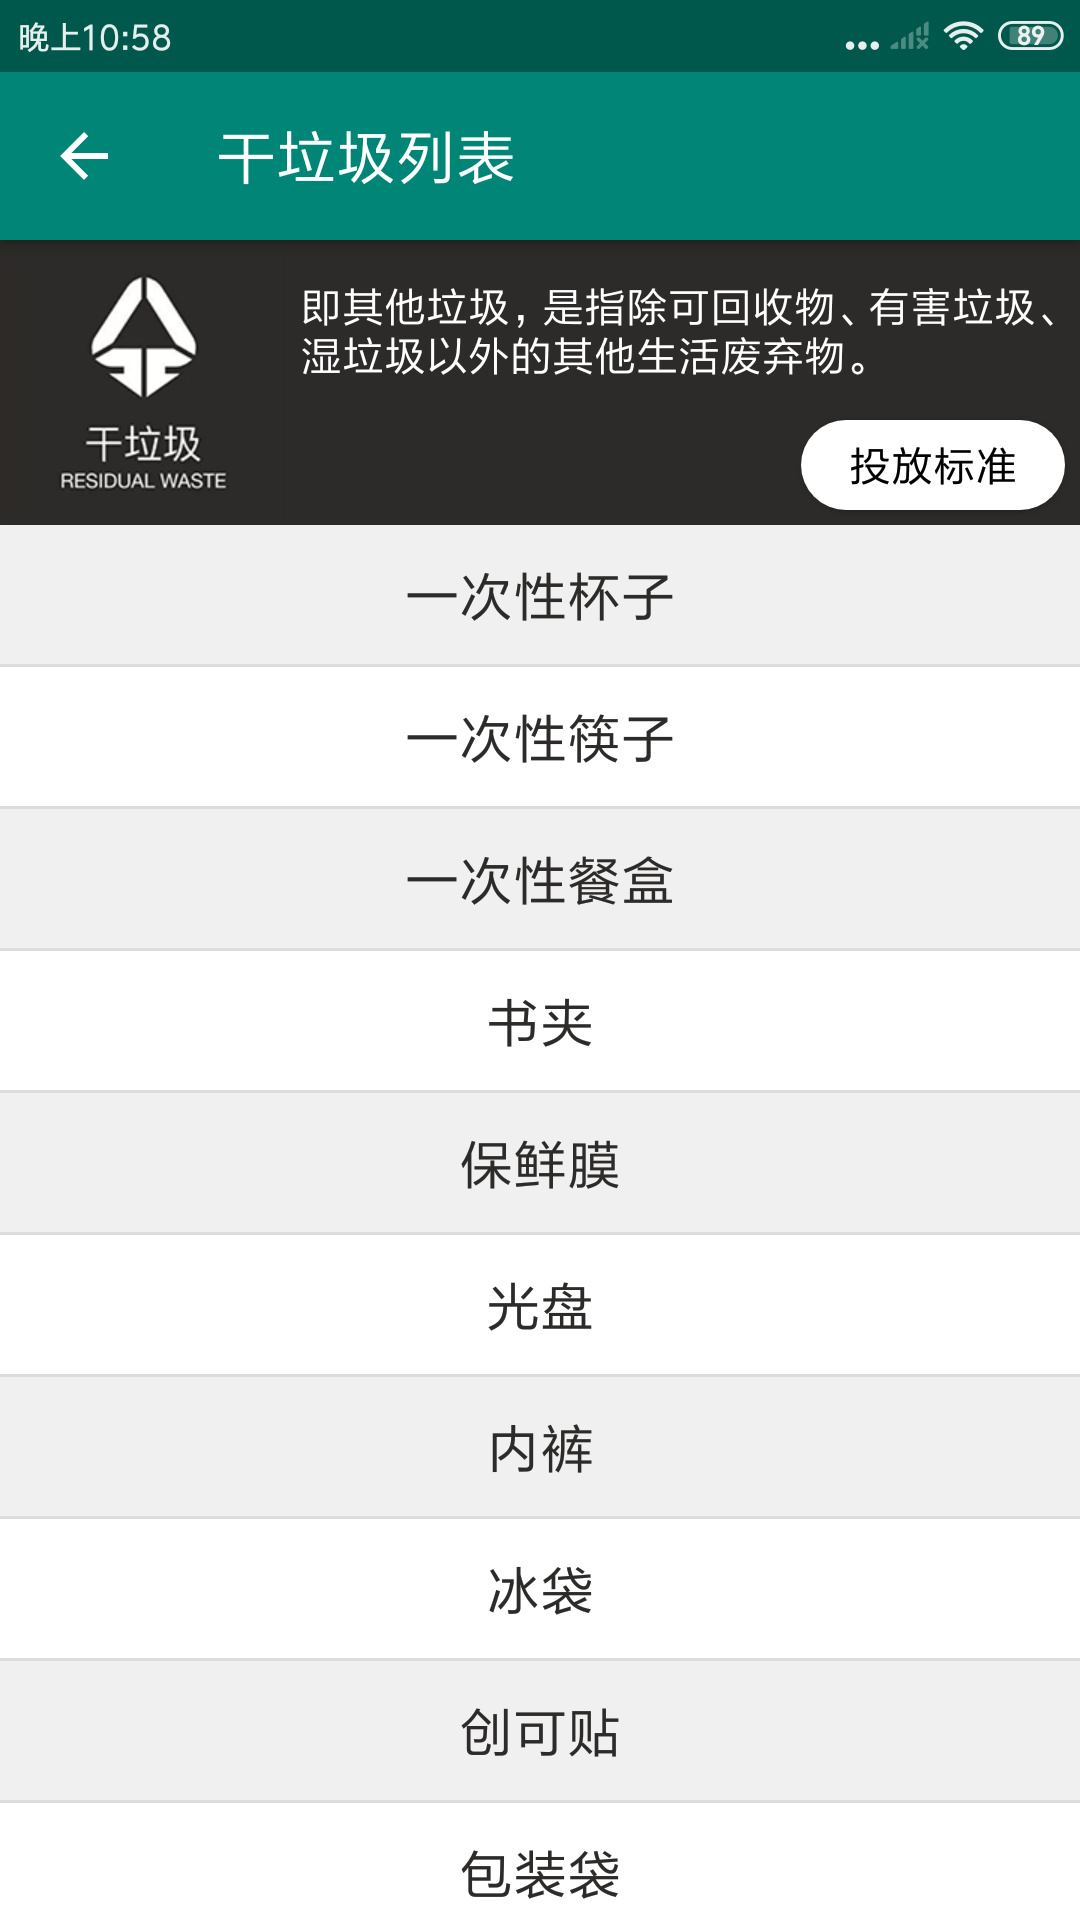 晚上10:58
89
干垃圾列表
即其他垃圾，是指除可回收物、有害垃圾、
湿垃圾以外的其他生活废弃物。
干垃圾
RESIDUAL WASTE
投放标准
一次性杯子
一次性筷子
一次性餐盒
书夹
保鲜膜
光盘
内裤
冰袋
创可贴
包装袋